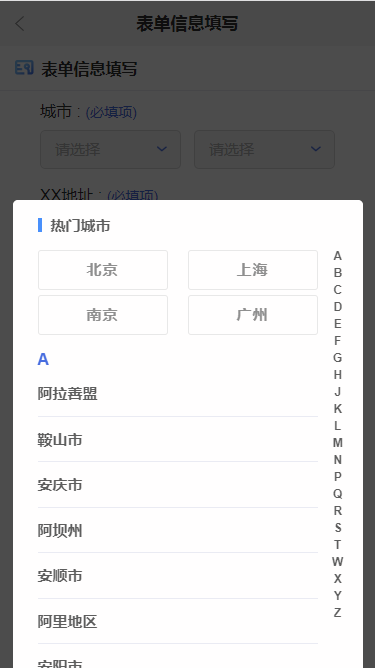 表单信息填写
表单信息填写
城市：(必填项)
请选择 请选择
XX地址：(必填项)
热门城市
北京 上海
南京 广州
A
阿拉善盟
鞍山市
安庆市
阿坝州
安顺市
阿里地区
安阳市
A
B
C
D
E
F
G
H
J
K
L
M
N
P
Q
R
S
T
W
X
Y
Z